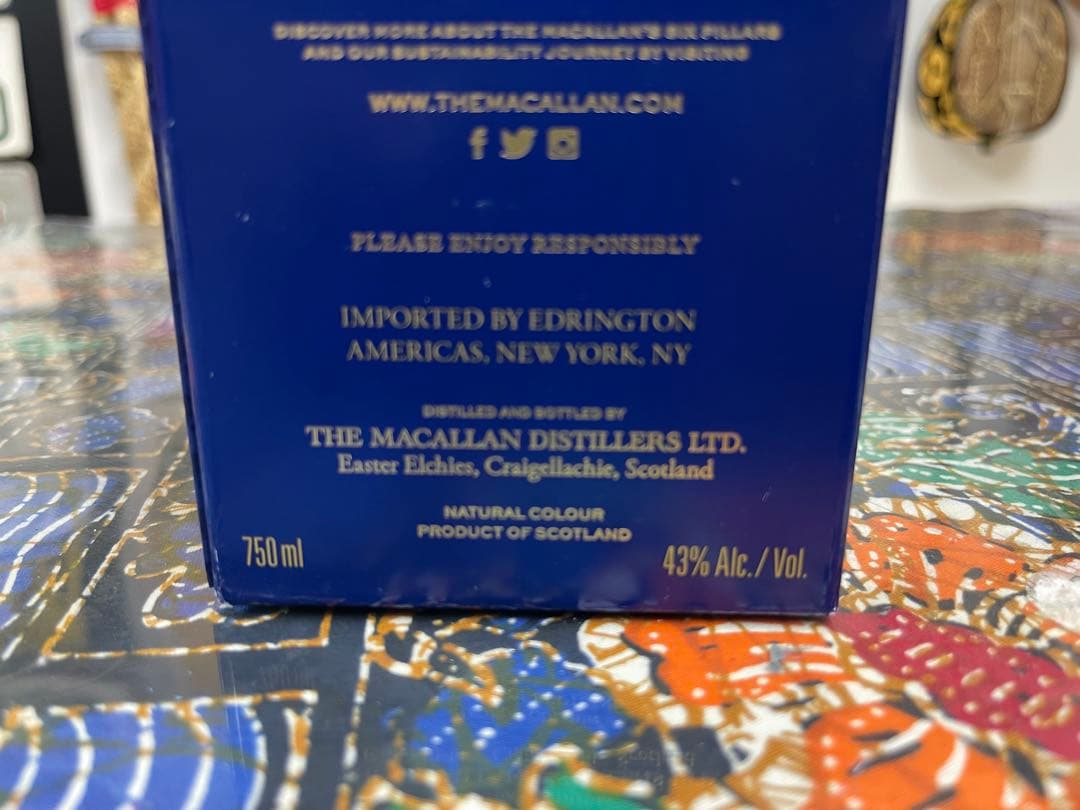 DISCOVER MORE ABOUT THE MACALLAN'S SIX PILLARS
AND OUR SUSTAINABILITY JOURNEY BY VISITING
WWW.THEMACALLAN.COM
PLEASE ENJOY RESPONSIBLY
IMPORTED BY EDRINGTON
AMERICAS, NEW YORK, NY
DISTILLED AND BOTTLED BY
THE MACALLAN DISTILLERS LTD.
Easter Elchies, Craigellachie, Scotland
NATURAL COLOUR
PRODUCT OF SCOTLAND
750 ml
43% Alc./Vol.